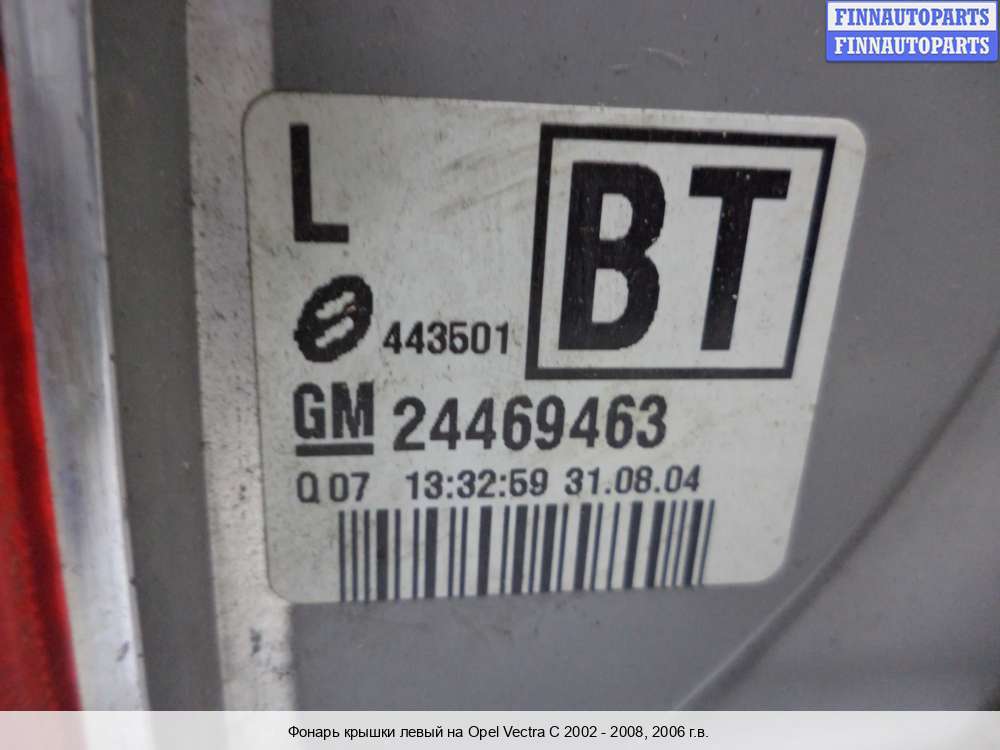 FINNAUTOPARTS
FINNAUTOPARTS
L
BT
443501
GM 24469463
Q 07 13:32:59 31.08.04
Фонарь крышки левый на Opel Vectra C 2002 - 2008, 2006 г.в.